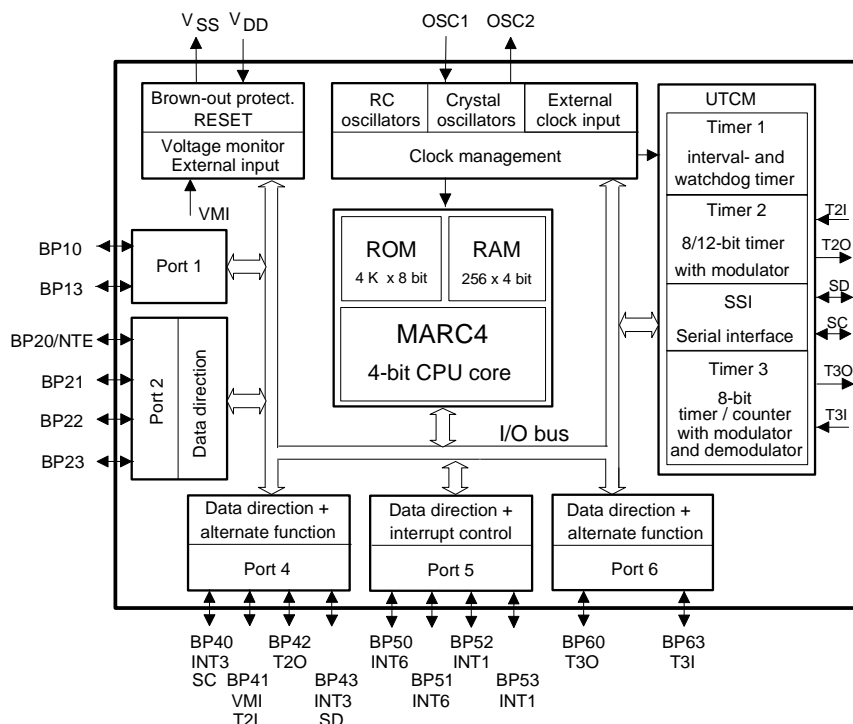 VSS VDD
OSC1 OSC2
Brown-out protect.
RESET
Voltage monitor
External input
VMI
RC
oscillators
Crystal
oscillators
External
clock input
Clock management
UTCM
Timer 1
interval- and
watchdog timer
Timer 2
8/12-bit timer
with modulator
SSI
Serial interface
Timer 3
8-bit
timer / counter
with modulator
and demodulator
T2I
T2O
SD
SC
T3O
T3I
ROM
4 K x 8 bit
RAM
256 x 4 bit
MARC4
4-bit CPU core
I/O bus
BP10
BP13
Port 1
BP20/NTE
BP21
BP22
BP23
Port 2
Data direction
Data direction +
alternate function
Port 4
Data direction +
interrupt control
Port 5
Data direction +
alternate function
Port 6
BP40
INT3
SC
BP41
VMI
T2I
BP42
T2O
BP43
INT3
SD
BP50
INT6
BP51
INT6
BP52
INT1
BP53
INT1
BP60
T3O
BP63
T3I